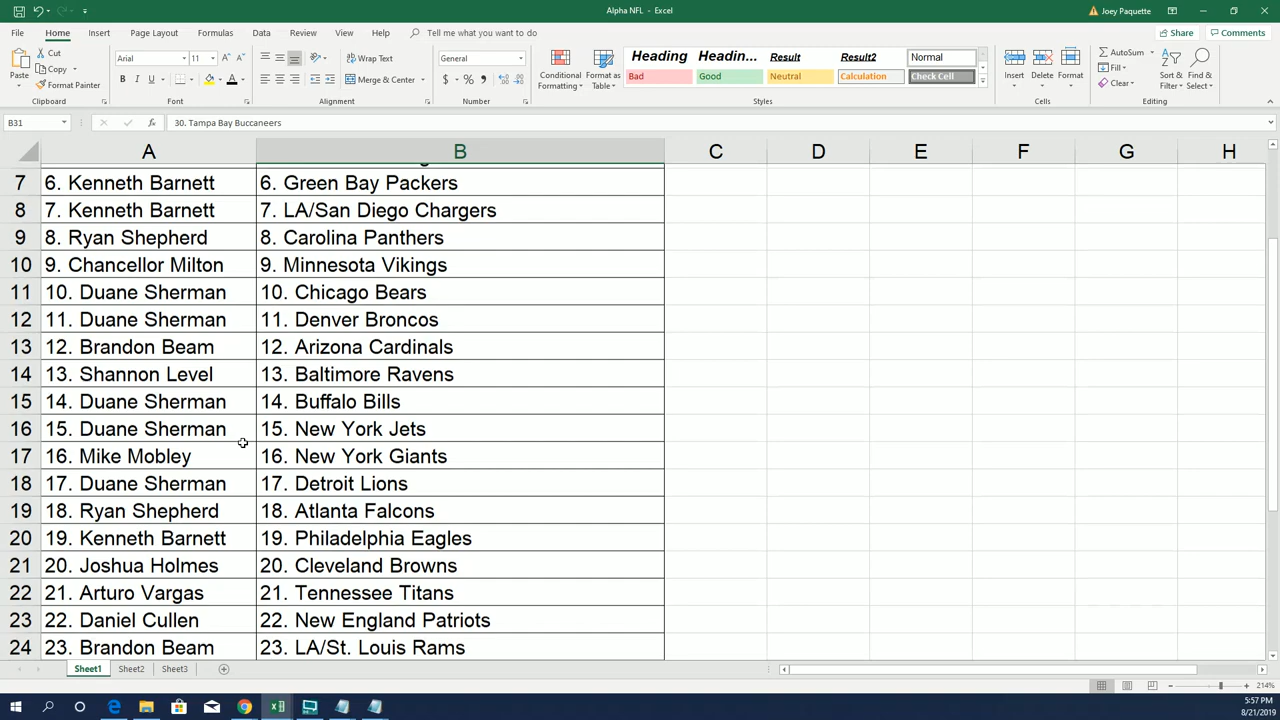 Alpha NFL - Excel
Joey Paquette
File Home Insert Page Layout Formulas Data Review View Help Tell me what you want to do
Share Comments
Paste
Cut
Copy
Format Painter
Clipboard
Arial 11
B I U
Font
Wrap Text
Merge & Center
Alignment
General
$ % ,
Number
Conditional Formatting
Format as Table
Heading Headin... Result Result2 Normal
Bad Good Neutral Calculation Check Cell
Styles
Insert Delete Format
Cells
AutoSum
Fill
Clear
Sort & Filter
Find & Select
Editing
B31 fx 30. Tampa Bay Buccaneers
A B C D E F G H
7 6. Kenneth Barnett 6. Green Bay Packers
8 7. Kenneth Barnett 7. LA/San Diego Chargers
9 8. Ryan Shepherd 8. Carolina Panthers
10 9. Chancellor Milton 9. Minnesota Vikings
11 10. Duane Sherman 10. Chicago Bears
12 11. Duane Sherman 11. Denver Broncos
13 12. Brandon Beam 12. Arizona Cardinals
14 13. Shannon Level 13. Baltimore Ravens
15 14. Duane Sherman 14. Buffalo Bills
16 15. Duane Sherman 15. New York Jets
17 16. Mike Mobley 16. New York Giants
18 17. Duane Sherman 17. Detroit Lions
19 18. Ryan Shepherd 18. Atlanta Falcons
20 19. Kenneth Barnett 19. Philadelphia Eagles
21 20. Joshua Holmes 20. Cleveland Browns
22 21. Arturo Vargas 21. Tennessee Titans
23 22. Daniel Cullen 22. New England Patriots
24 23. Brandon Beam 23. LA/St. Louis Rams
Sheet1 Sheet2 Sheet3
214%
5:57 PM
8/21/2019